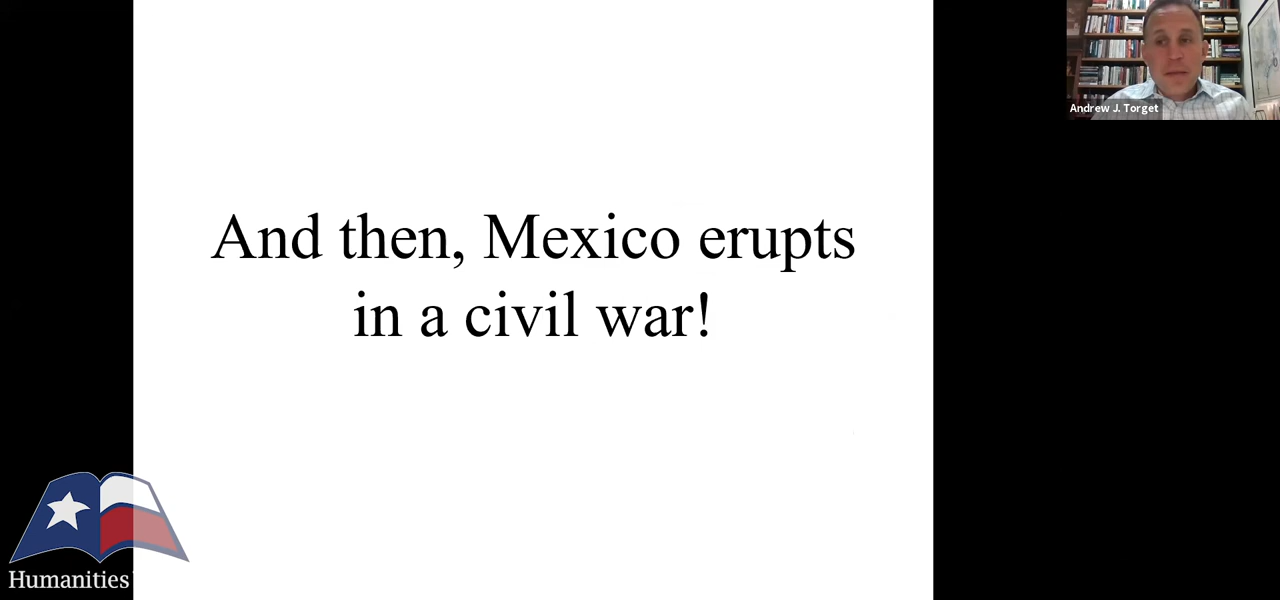 And then, Mexico erupts
in a civil war!
Andrew J. Torget
Humanities